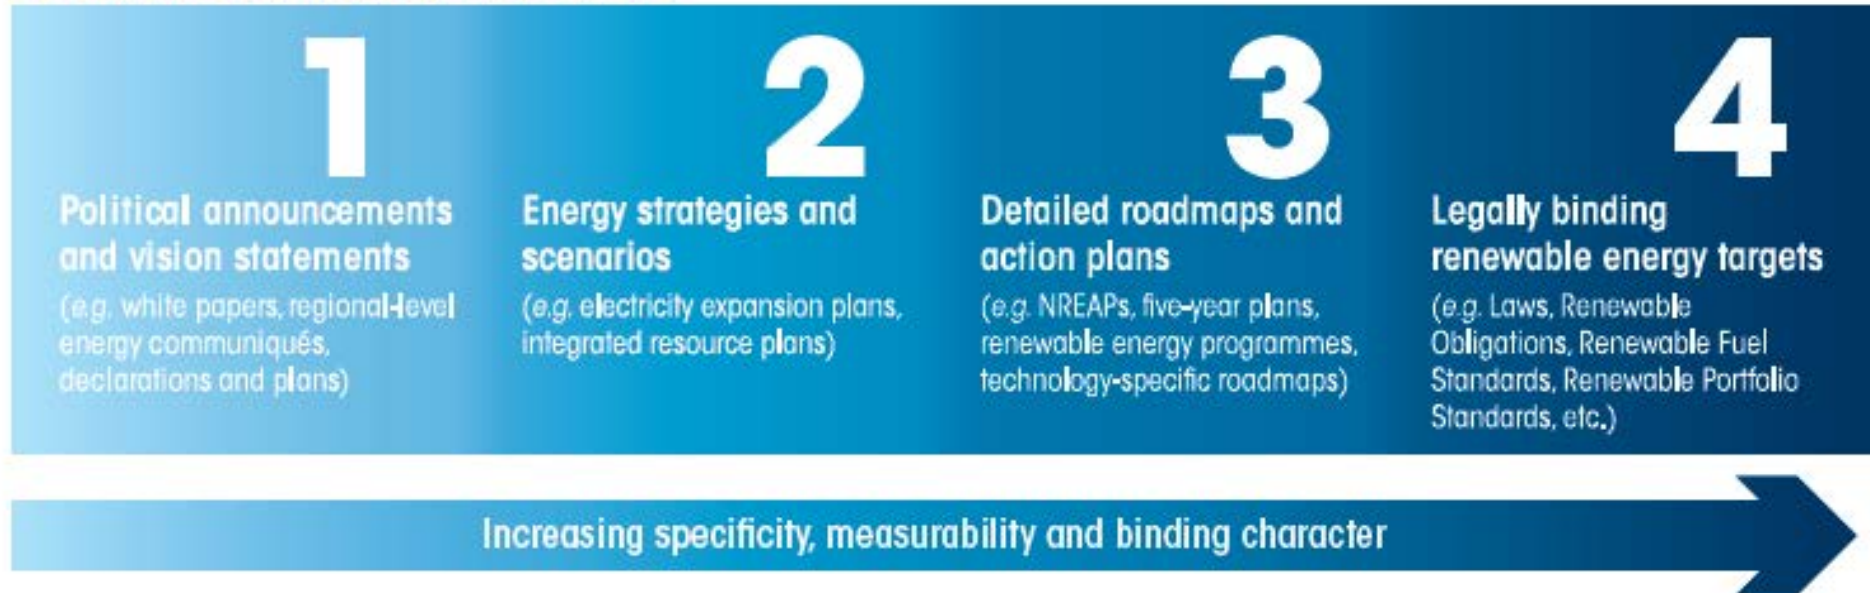 1
Political announcements
and vision statements
(e.g. white papers, regional-level
energy communiqués,
declarations and plans)
2
Energy strategies and
scenarios
(e.g. electricity expansion plans,
integrated resource plans)
3
Detailed roadmaps and
action plans
(e.g. NREAPs, five-year plans,
renewable energy programmes,
technology-specific roadmaps)
4
Legally binding
renewable energy targets
(e.g. Laws, Renewable
Obligations, Renewable Fuel
Standards, Renewable Portfolio
Standards, etc.)
Increasing specificity, measurability and binding character